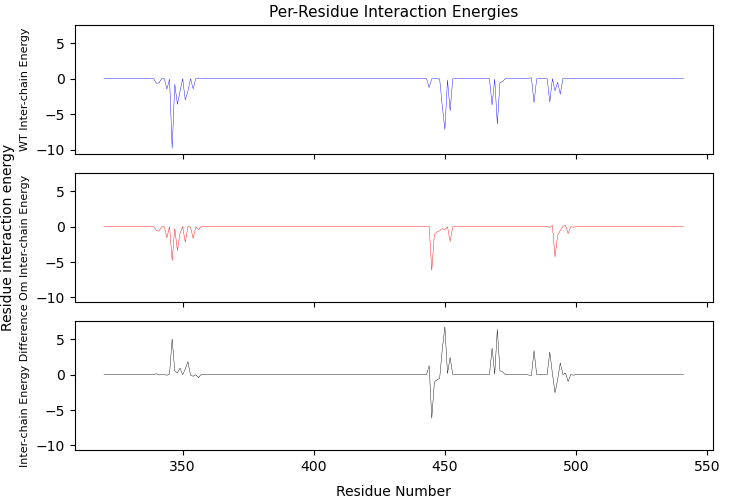 Per-Residue Interaction Energies
WT Inter-chain Energy
5
0
−5
−10
Om Inter-chain Energy
5
0
−5
−10
Inter-chain Energy Difference
5
0
−5
−10
Residue interaction energy
350
400
450
500
550
Residue Number